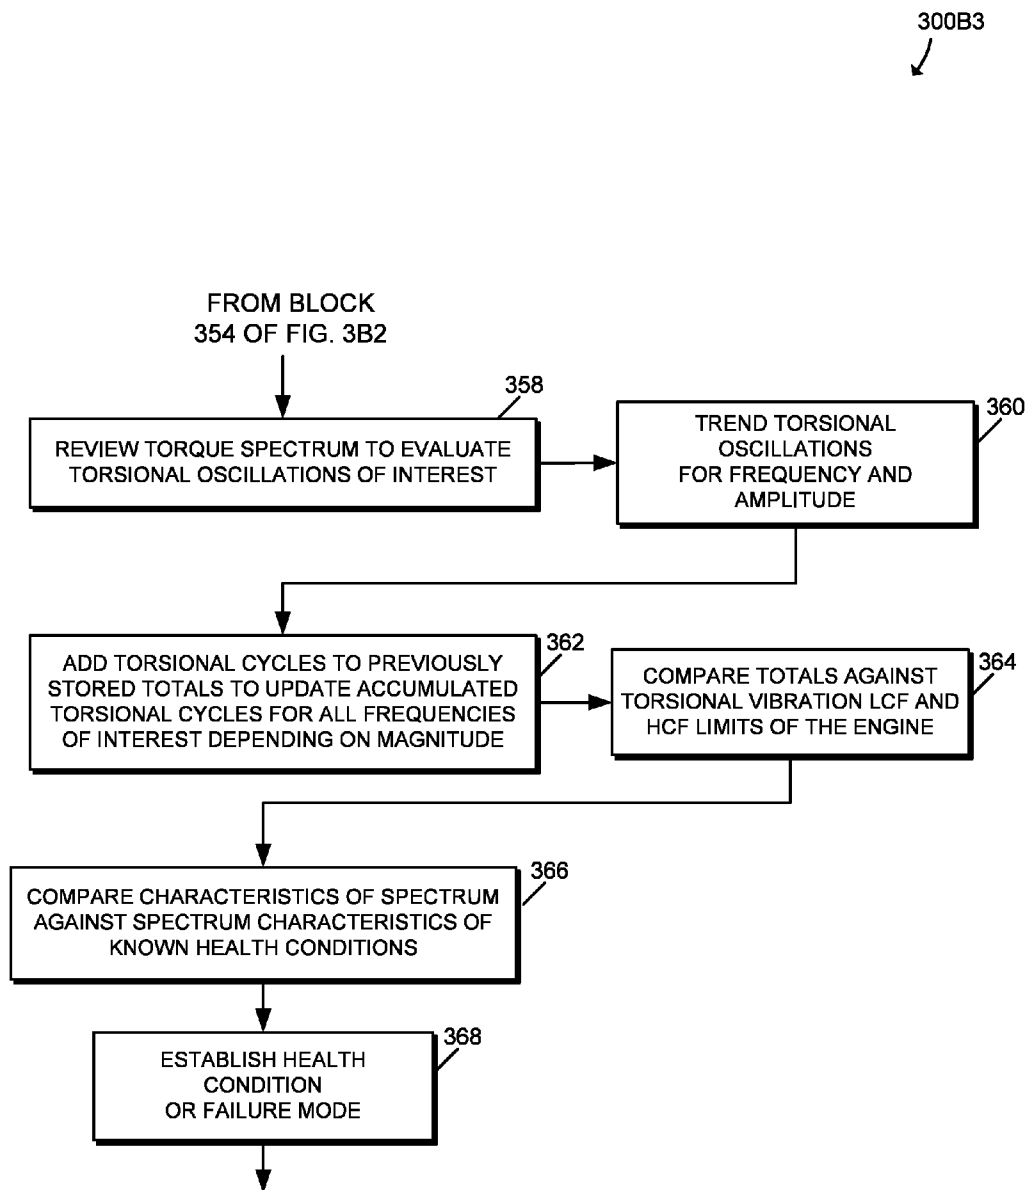 300B3
FROM BLOCK
354 OF FIG. 3B2
358
REVIEW TORQUE SPECTRUM TO EVALUATE
TORSIONAL OSCILLATIONS OF INTEREST
360
TREND TORSIONAL
OSCILLATIONS
FOR FREQUENCY AND
AMPLITUDE
362
ADD TORSIONAL CYCLES TO PREVIOUSLY
STORED TOTALS TO UPDATE ACCUMULATED
TORSIONAL CYCLES FOR ALL FREQUENCIES
OF INTEREST DEPENDING ON MAGNITUDE
364
COMPARE TOTALS AGAINST
TORSIONAL VIBRATION LCF AND
HCF LIMITS OF THE ENGINE
366
COMPARE CHARACTERISTICS OF SPECTRUM
AGAINST SPECTRUM CHARACTERISTICS OF
KNOWN HEALTH CONDITIONS
368
ESTABLISH HEALTH
CONDITION
OR FAILURE MODE